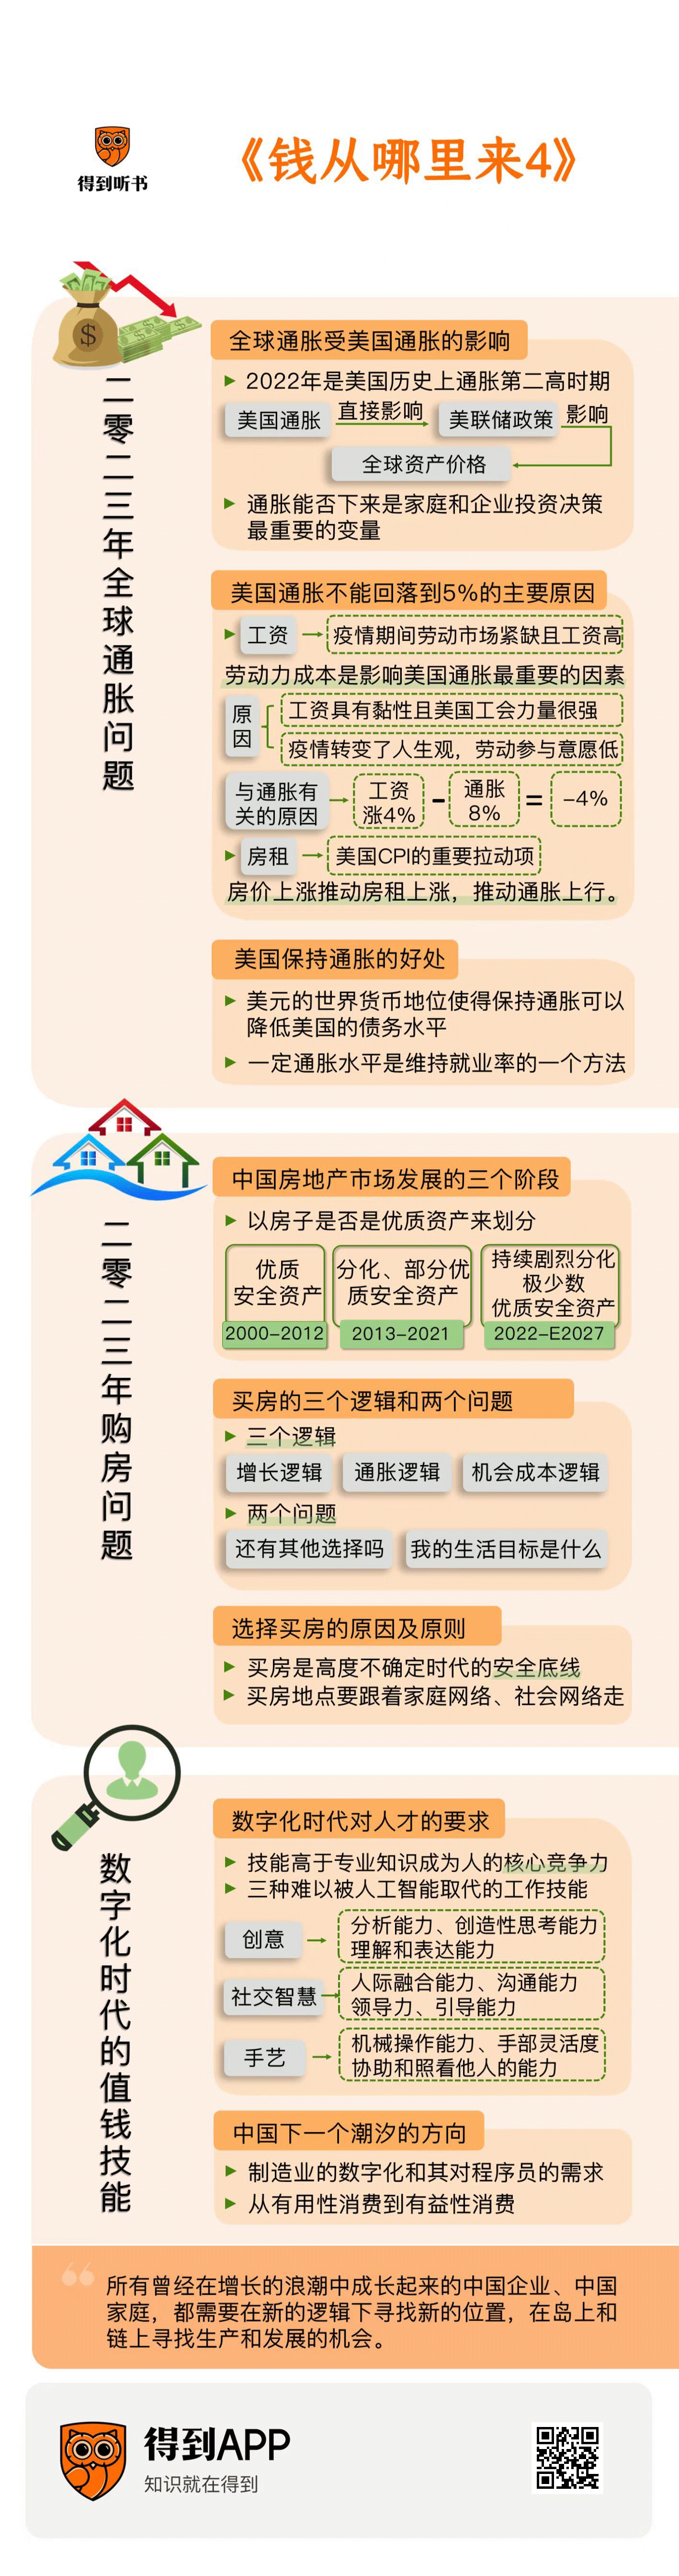 得到听书
《钱从哪里来4》
二零二三年全球通胀问题
全球通胀受美国通胀的影响
2022年是美国历史上通胀第二高时期
美国通胀 直接影响 美联储政策 影响
全球资产价格
通胀能否下来是家庭和企业投资决策
最重要的变量
美国通胀不能回落到5%的主要原因
工资 疫情期间劳动市场紧缺且工资高
劳动力成本是影响美国通胀最重要的因素
原因
工资具有黏性且美国工会力量很强
疫情转变了人生观，劳动参与意愿低
与通胀有
关的原因
工资
涨4%
-
通胀
8%
=
-4%
房租 美国CPI的重要拉动项
房价上涨推动房租上涨，推动通胀上行。
美国保持通胀的好处
美元的世界货币地位使得保持通胀可以
降低美国的债务水平
一定通胀水平是维持就业率的一个方法
二零二三年购房问题
中国房地产市场发展的三个阶段
以房子是否是优质资产来划分
优质
安全资产
2000-2012
分化、部分优
质安全资产
2013-2021
持续剧烈分化
极少数
优质安全资产
2022-E2027
买房的三个逻辑和两个问题
三个逻辑
增长逻辑 通胀逻辑 机会成本逻辑
两个问题
还有其他选择吗 我的生活目标是什么
选择买房的原因及原则
买房是高度不确定时代的安全底线
买房地点要跟着家庭网络、社会网络走
数字化时代的值钱技能
数字化时代对人才的要求
技能高于专业知识成为人的核心竞争力
三种难以被人工智能取代的工作技能
创意
分析能力、创造性思考能力
理解和表达能力
社交智慧
人际融合能力、沟通能力
领导力、引导能力
手艺
机械操作能力、手部灵活度
协助和照看他人的能力
中国下一个潮汐的方向
制造业的数字化和其对程序员的需求
从有用性消费到有益性消费
所有曾经在增长的浪潮中成长起来的中国企业、中国
家庭，都需要在新的逻辑下寻找新的位置，在岛上和
链上寻找生产和发展的机会。
得到APP
知识就在得到